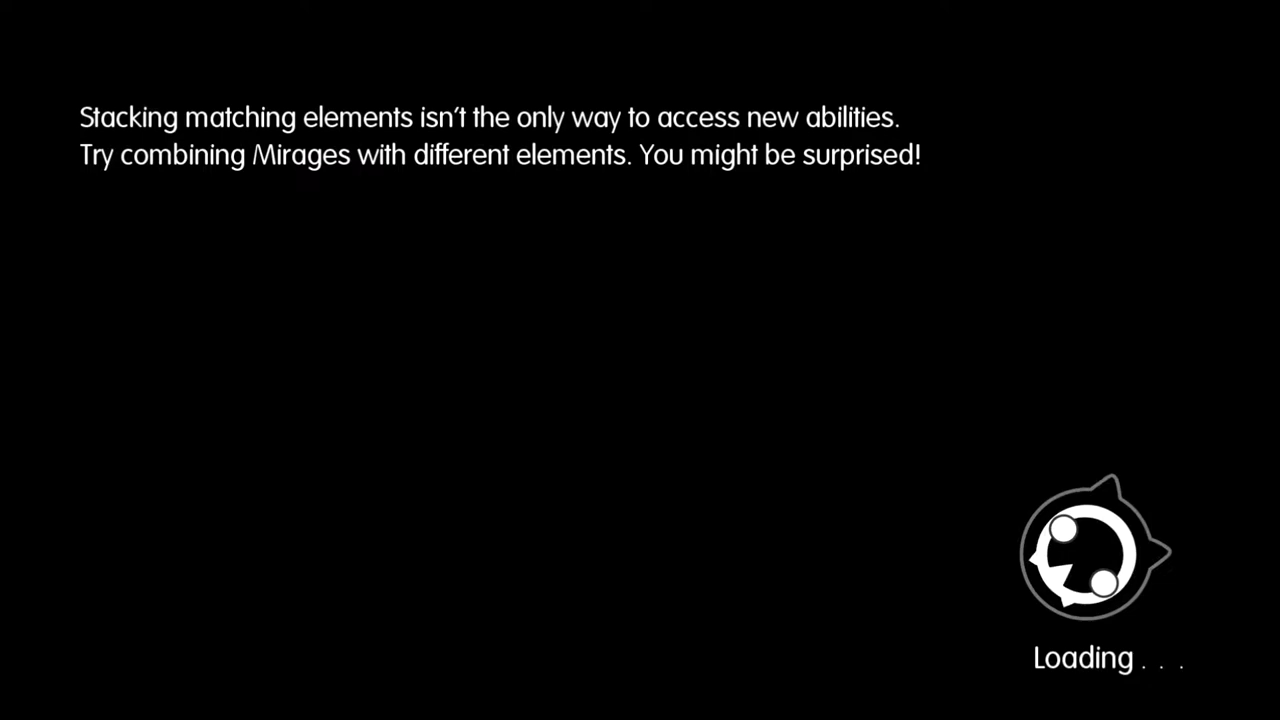 Stacking matching elements isn't the only way to access new abilities.
Try combining Mirages with different elements. You might be surprised!
Loading . . .